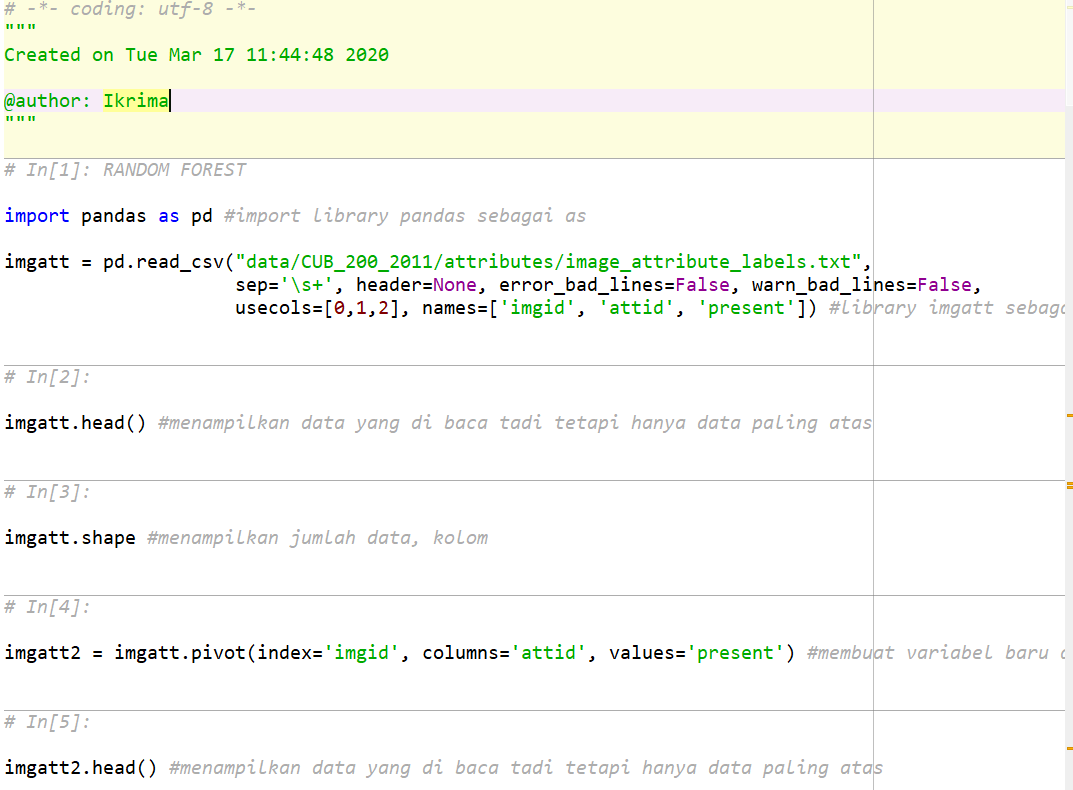 # -*- coding: utf-8 -*-
"""
Created on Tue Mar 17 11:44:48 2020
@author: Ikrima
"""
# In[1]: RANDOM FOREST
import pandas as pd #import library pandas sebagai as
imgatt = pd.read_csv("data/CUB_200_2011/attributes/image_attribute_labels.txt",
sep='\s+', header=None, error_bad_lines=False, warn_bad_lines=False,
usecols=[0,1,2], names=['imgid', 'attid', 'present']) #library imgatt
# In[2]:
imgatt.head() #menampilkan data yang di baca tadi tetapi hanya data paling atas
# In[3]:
imgatt.shape #menampilkan jumlah data, kolom
# In[4]:
imgatt2 = imgatt.pivot(index='imgid', columns='attid', values='present') #membuat variabel baru
# In[5]:
imgatt2.head() #menampilkan data yang di baca tadi tetapi hanya data paling atas